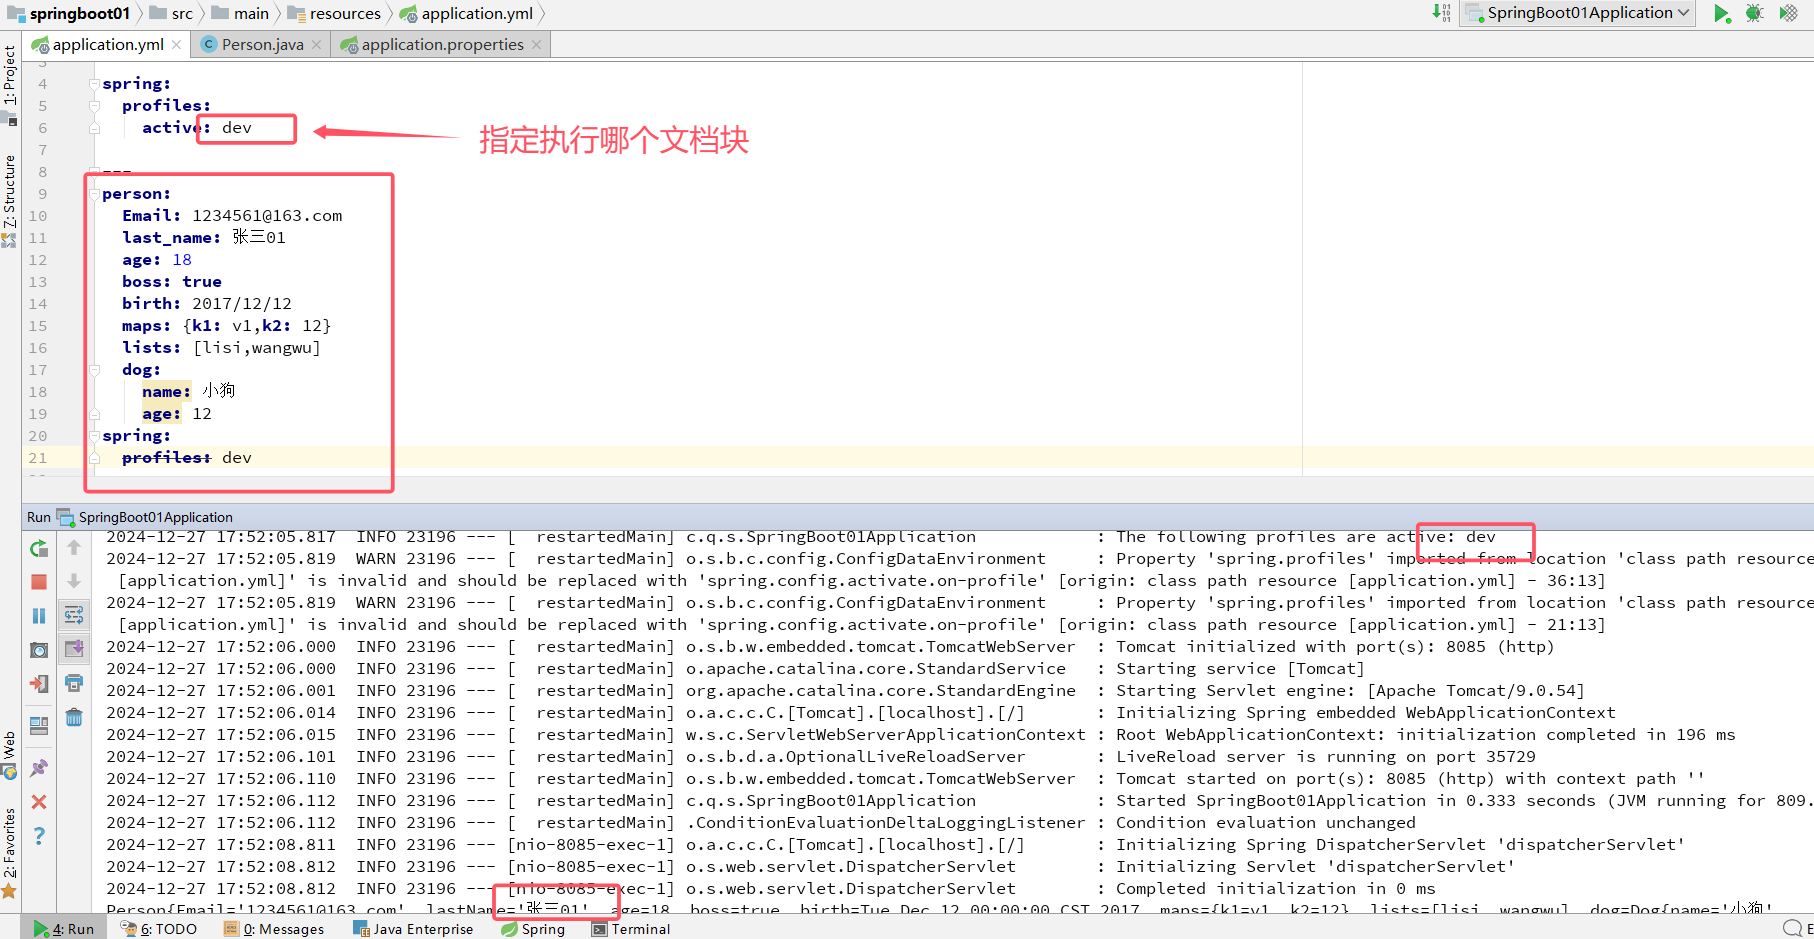 springboot01 src main resources application.yml SpringBoot01Application
application.yml Person.java application.properties
1: Project
7: Structure
Web
2: Favorites
3
4 spring:
5 profiles:
6 active: dev
指定执行哪个文档块
7
8 ---
9 person:
10 Email: 1234561@163.com
11 last_name: 张三01
12 age: 18
13 boss: true
14 birth: 2017/12/12
15 maps: {k1: v1,k2: 12}
16 lists: [lisi,wangwu]
17 dog:
18 name: 小狗
19 age: 12
20 spring:
21 profiles: dev
Run SpringBoot01Application
2024-12-27 17:52:05.817 INFO 23196 --- [ restartedMain] c.q.s.SpringBoot01Application : The following profiles are active: dev
2024-12-27 17:52:05.819 WARN 23196 --- [ restartedMain] o.s.b.c.config.ConfigDataEnvironment : Property 'spring.profiles' imported from location 'class path resource
[application.yml]' is invalid and should be replaced with 'spring.config.activate.on-profile' [origin: class path resource [application.yml] - 36:13]
2024-12-27 17:52:05.819 WARN 23196 --- [ restartedMain] o.s.b.c.config.ConfigDataEnvironment : Property 'spring.profiles' imported from location 'class path resource
[application.yml]' is invalid and should be replaced with 'spring.config.activate.on-profile' [origin: class path resource [application.yml] - 21:13]
2024-12-27 17:52:06.000 INFO 23196 --- [ restartedMain] o.s.b.w.embedded.tomcat.TomcatWebServer : Tomcat initialized with port(s): 8085 (http)
2024-12-27 17:52:06.000 INFO 23196 --- [ restartedMain] o.apache.catalina.core.StandardService : Starting service [Tomcat]
2024-12-27 17:52:06.001 INFO 23196 --- [ restartedMain] org.apache.catalina.core.StandardEngine : Starting Servlet engine: [Apache Tomcat/9.0.54]
2024-12-27 17:52:06.014 INFO 23196 --- [ restartedMain] o.a.c.c.C.[Tomcat].[localhost].[/] : Initializing Spring embedded WebApplicationContext
2024-12-27 17:52:06.015 INFO 23196 --- [ restartedMain] w.s.c.ServletWebServerApplicationContext : Root WebApplicationContext: initialization completed in 196 ms
2024-12-27 17:52:06.101 INFO 23196 --- [ restartedMain] o.s.b.d.a.OptionalLiveReloadServer : LiveReload server is running on port 35729
2024-12-27 17:52:06.110 INFO 23196 --- [ restartedMain] o.s.b.w.embedded.tomcat.TomcatWebServer : Tomcat started on port(s): 8085 (http) with context path ''
2024-12-27 17:52:06.112 INFO 23196 --- [ restartedMain] c.q.s.SpringBoot01Application : Started SpringBoot01Application in 0.333 seconds (JVM running for 809.
2024-12-27 17:52:06.112 INFO 23196 --- [ restartedMain] .ConditionEvaluationDeltaLoggingListener : Condition evaluation unchanged
2024-12-27 17:52:08.811 INFO 23196 --- [nio-8085-exec-1] o.a.c.c.C.[Tomcat].[localhost].[/] : Initializing Spring DispatcherServlet 'dispatcherServlet'
2024-12-27 17:52:08.812 INFO 23196 --- [nio-8085-exec-1] o.s.web.servlet.DispatcherServlet : Initializing Servlet 'dispatcherServlet'
2024-12-27 17:52:08.812 INFO 23196 --- [nio-8085-exec-1] o.s.web.servlet.DispatcherServlet : Completed initialization in 0 ms
Person{Email='1234561@163.com', lastName='张三01', age=18, boss=true, birth=Tue Dec 12 00:00:00 CST 2017, maps={k1=v1, k2=12}, lists=[lisi, wangwu], dog=Dog{name='小狗'
4: Run 6: TODO 0: Messages Java Enterprise Spring Terminal E